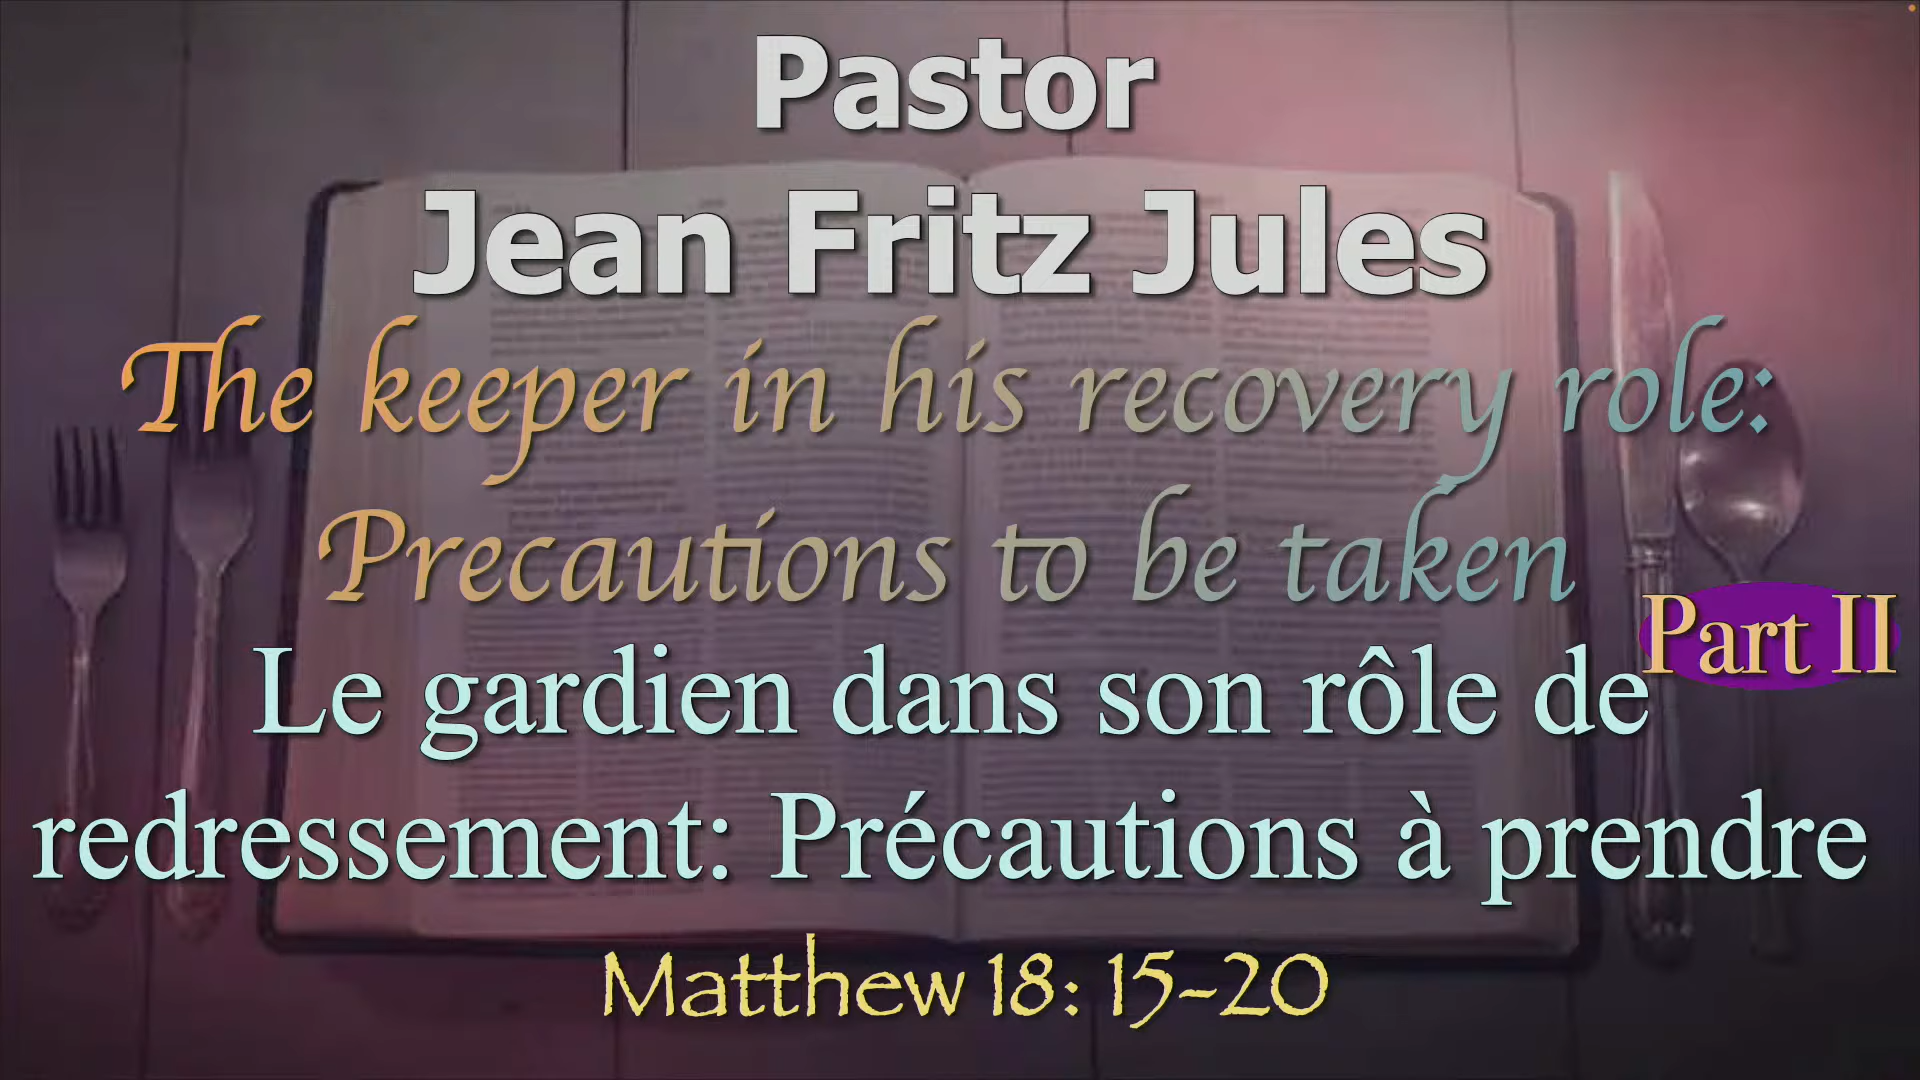 Pastor
Jean Fritz Jules
The keeper in his recovery role:
Precautions to be taken
Part II
Le gardien dans son rôle de
redressement: Précautions à prendre
Matthew 18: 15-20